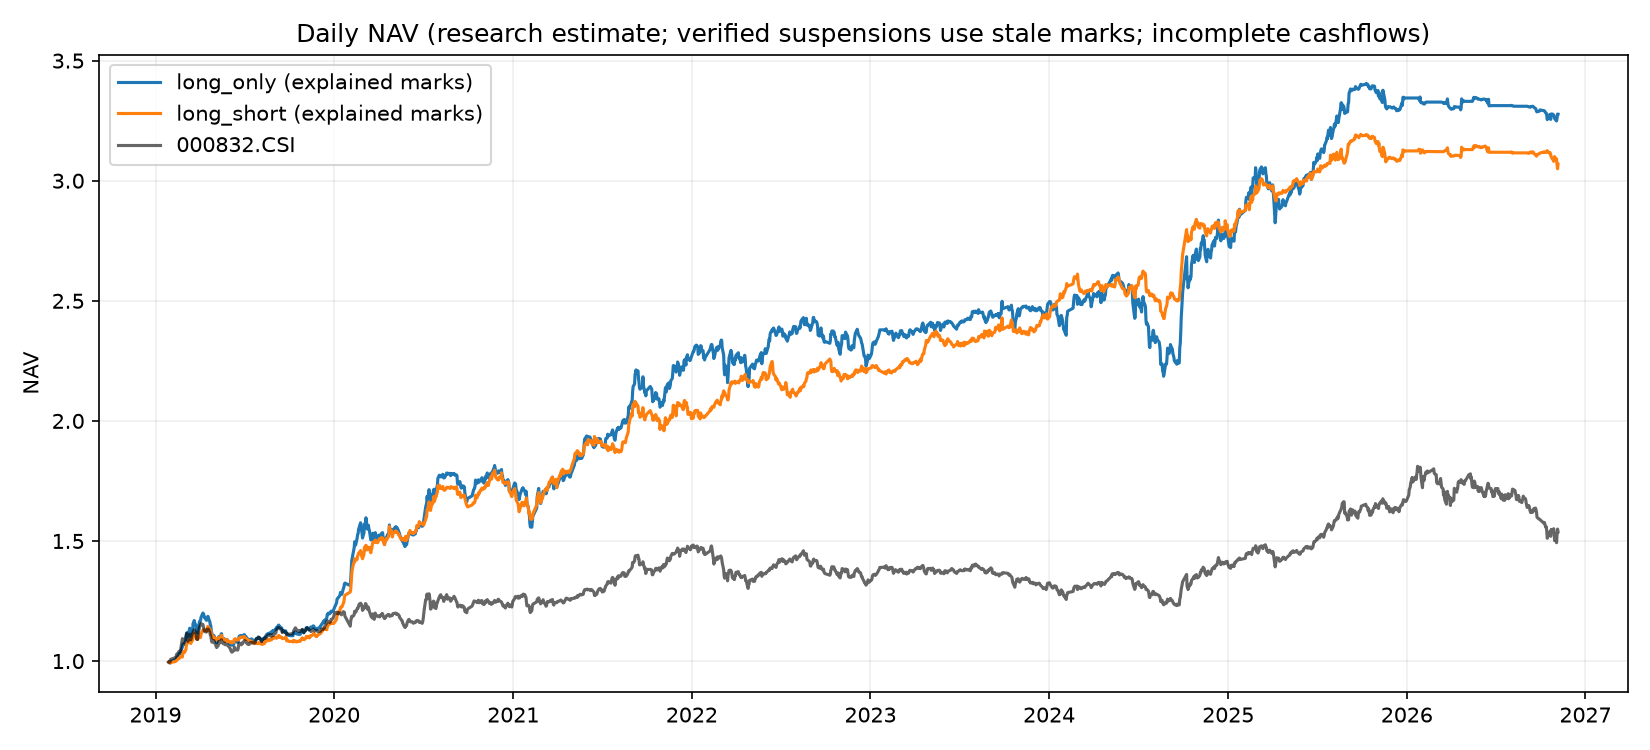 Daily NAV (research estimate; verified suspensions use stale marks; incomplete cashflows)
long_only (explained marks)
long_short (explained marks)
000832.CSI
NAV
3.5
3.0
2.5
2.0
1.5
1.0
2019 2020 2021 2022 2023 2024 2025 2026 2027